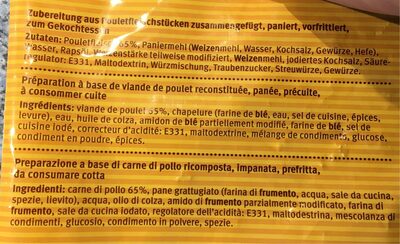 Zubereitung aus Pouletfleischstücken zusammengefügt, paniert, vorfrittiert,
zum Gekochtessen
Zutaten: Pouletfleisch 65%, Paniermehl (Weizenmehl, Wasser, Kochsalz, Gewürze, Hefe),
Wasser, Rapsöl, Weizenstärke teilweise modifiziert, Weizenmehl, jodiertes Kochsalz, Säure-
regulator: E331, Maltodextrin, Würzmischung, Traubenzucker, Streuwürze, Gewürze.
Préparation à base de viande de poulet reconstituée, panée, précuite,
à consommer cuite
Ingrédients: viande de poulet 65%, chapelure (farine de blé, eau, sel de cuisine, épices,
levure), eau, huile de colza, amidon de blé partiellement modifié, farine de blé, sel de
cuisine iodé, correcteur d'acidité: E331, maltodextrine, mélange de condiments, glucose,
condiment en poudre, épices.
Preparazione a base di carne di pollo ricomposta, impanata, prefritta,
da consumare cotta
Ingredienti: carne di pollo 65%, pane grattugiato (farina di frumento, acqua, sale da cucina,
spezie, lievito), acqua, olio di colza, amido di frumento parzialmente modificato, farina di
frumento, sale da cucina iodato, regolatore dell'acidità: E331, maltodestrina, mescolanza di
condimenti, glucosio, condimento in polvere, spezie.